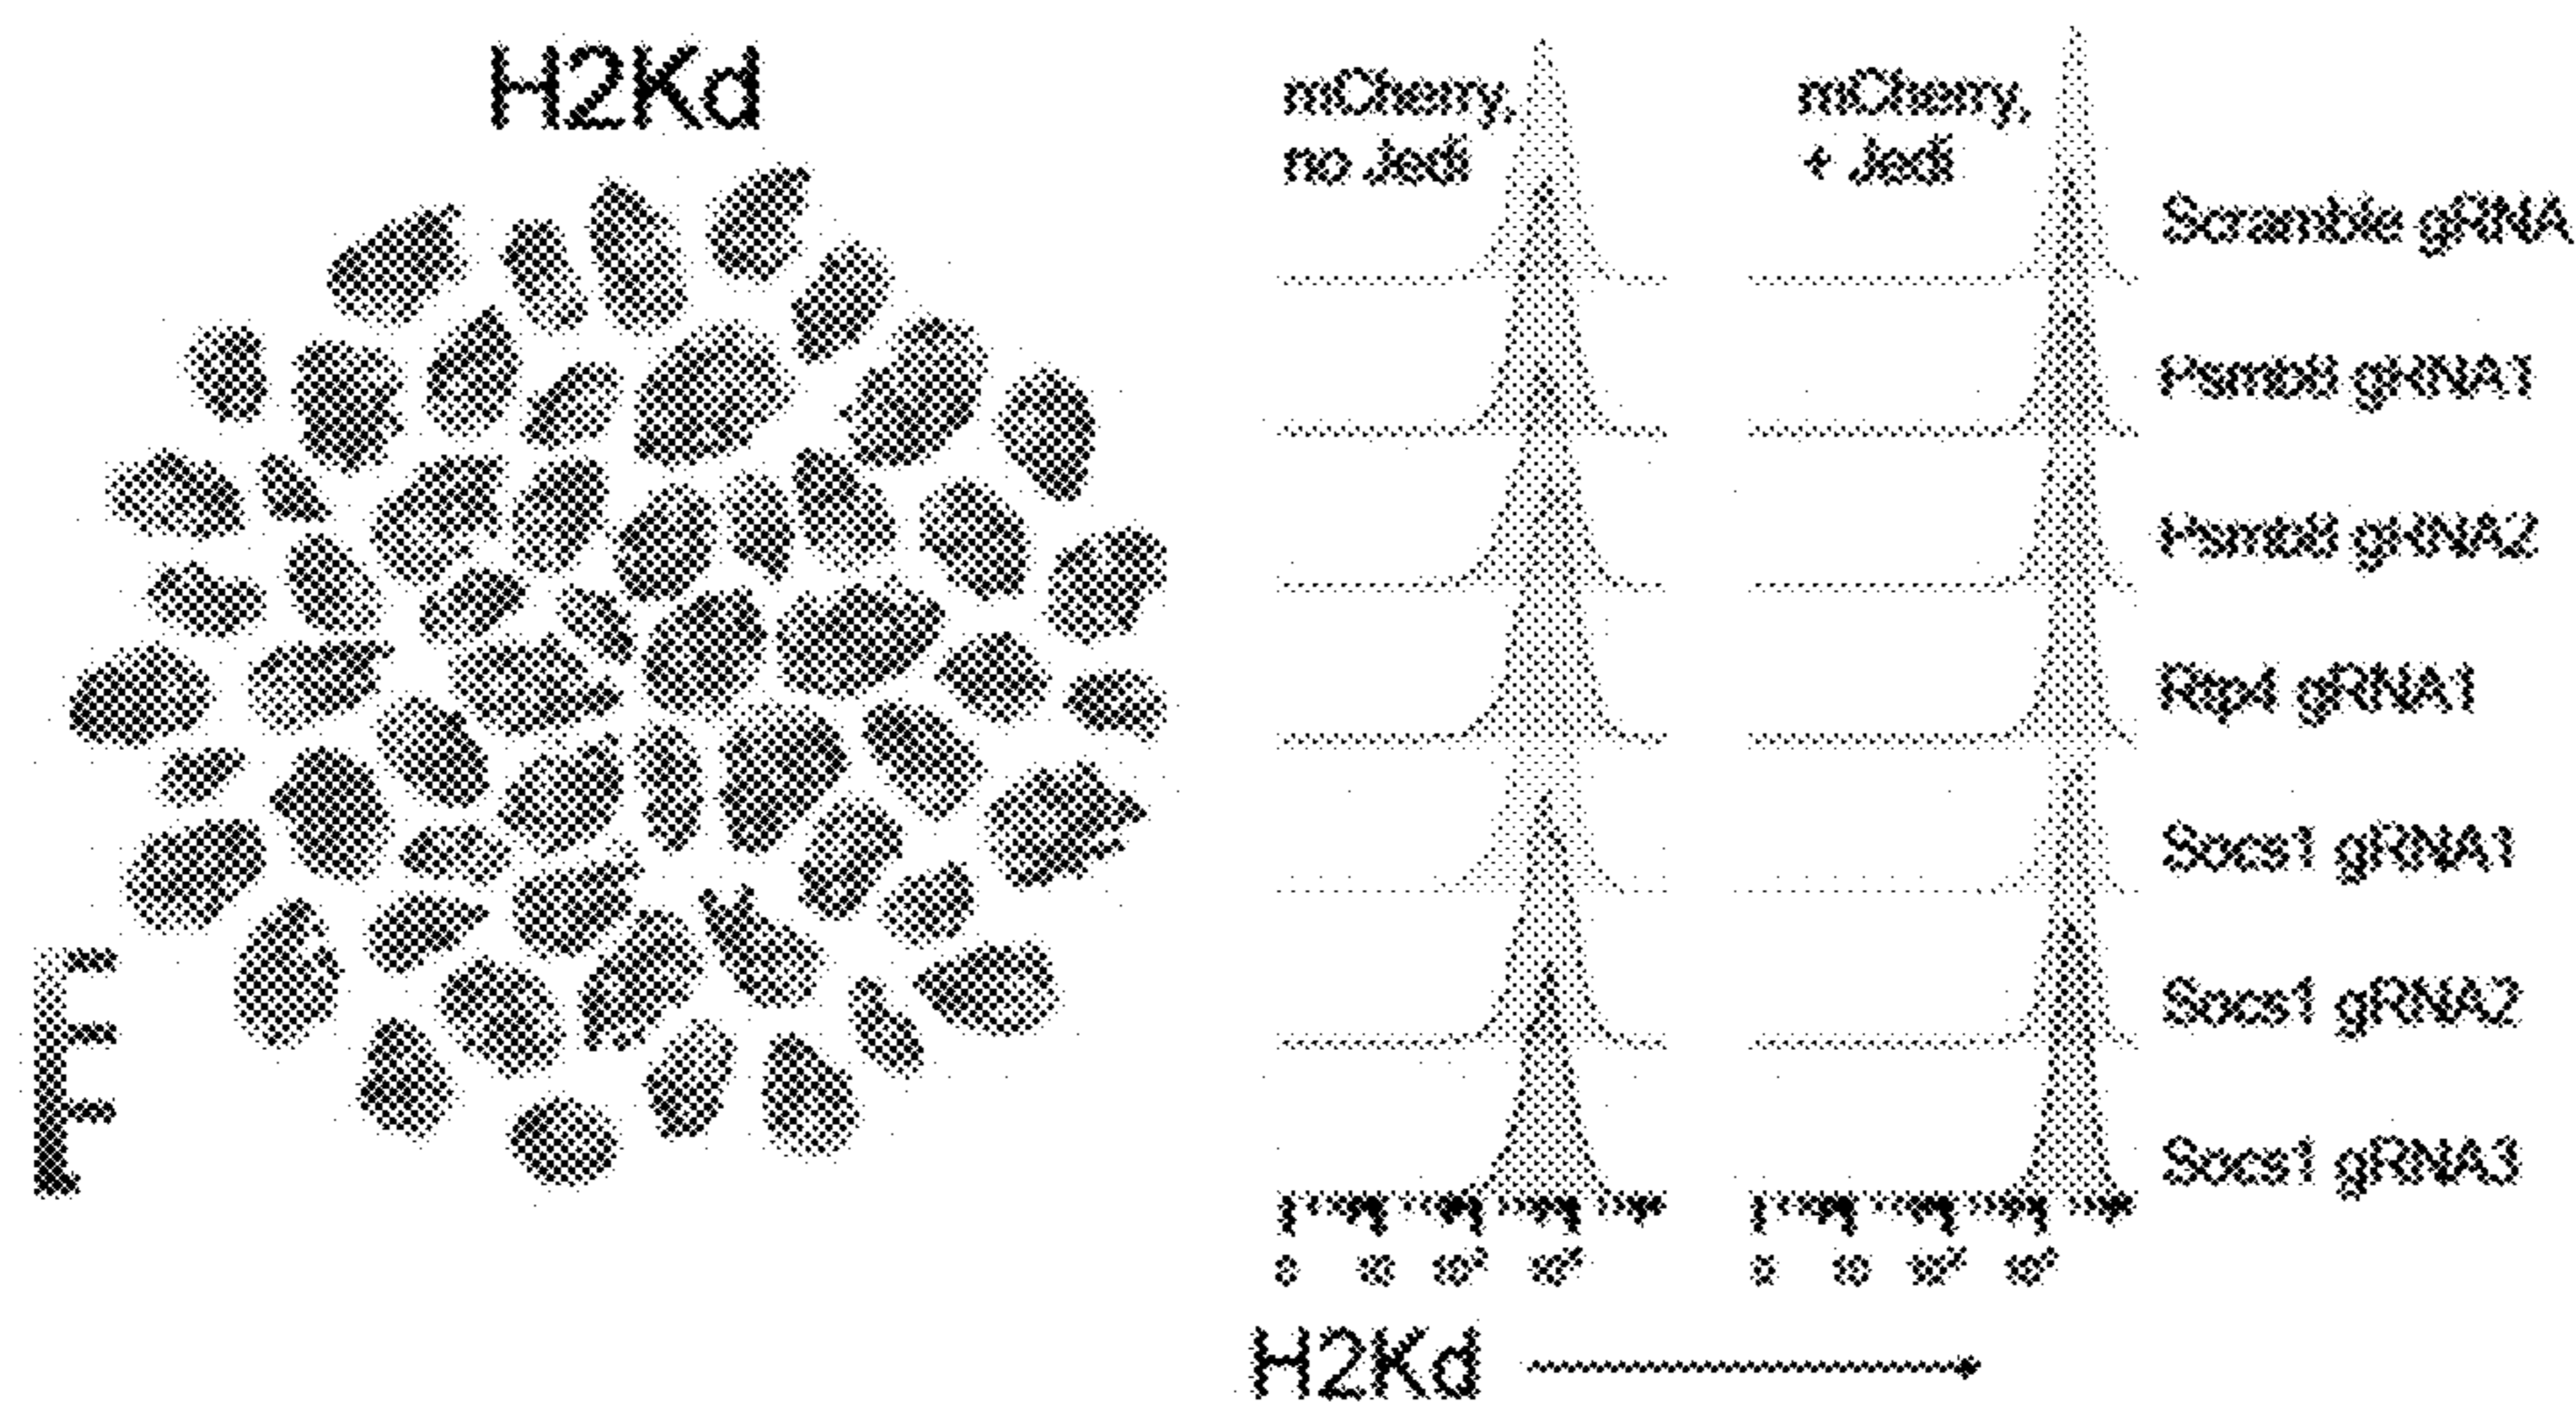 H2Kd
mCherry,
no Jedi
mCherry,
+ Jedi
Scramble gRNA
Psmb8 gRNA1
Psmb8 gRNA2
Rtp4 gRNA1
Socs1 gRNA1
Socs1 gRNA2
Socs1 gRNA3
H2Kd